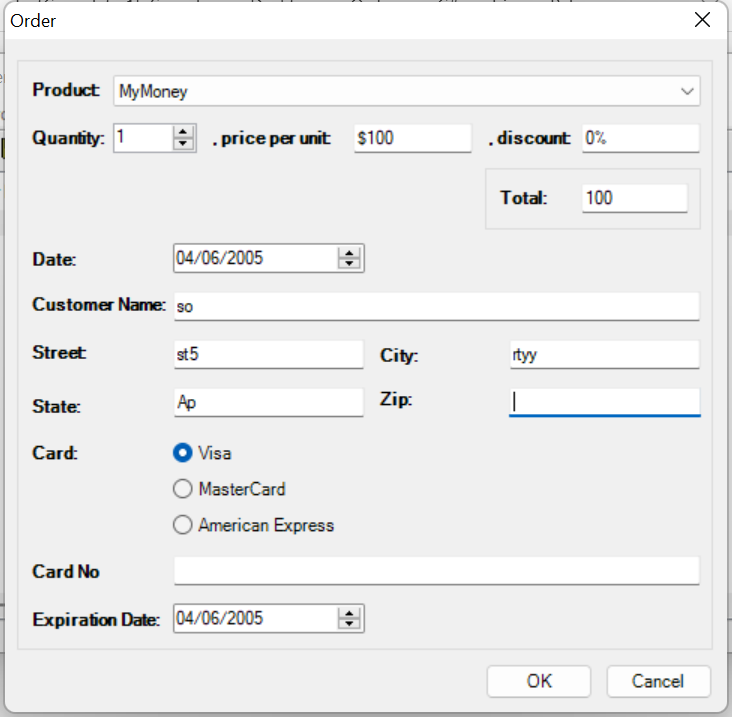 Order
Product: MyMoney
Quantity: 1 , price per unit: $100 , discount: 0%
Total: 100
Date: 04/06/2005
Customer Name: so
Street: st5 City: rtyy
State: Ap Zip:
Card: Visa
MasterCard
American Express
Card No
Expiration Date: 04/06/2005
OK Cancel